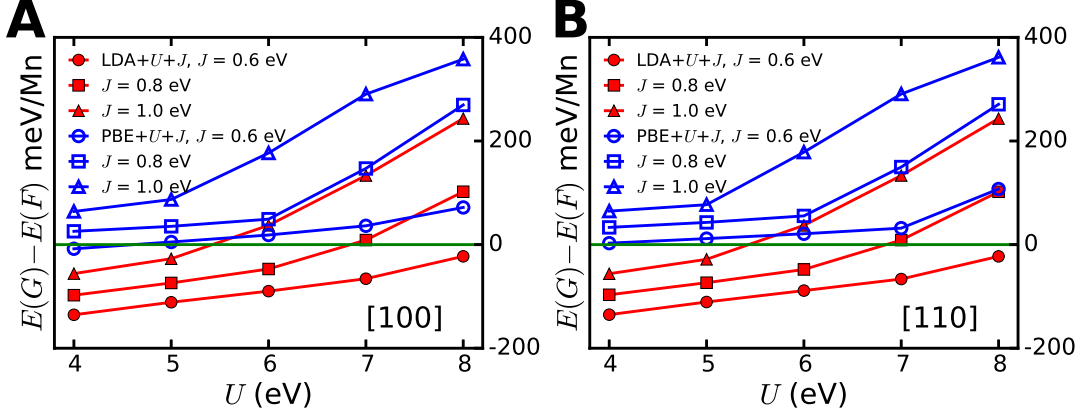 A
E(G)−E(F) meV/Mn
LDA+U+J, J = 0.6 eV
J = 0.8 eV
J = 1.0 eV
PBE+U+J, J = 0.6 eV
J = 0.8 eV
J = 1.0 eV
[100]
400
200
0
-200
4 5 6 7 8
U (eV)
B
E(G)−E(F) meV/Mn
LDA+U+J, J = 0.6 eV
J = 0.8 eV
J = 1.0 eV
PBE+U+J, J = 0.6 eV
J = 0.8 eV
J = 1.0 eV
[110]
400
200
0
-200
4 5 6 7 8
U (eV)